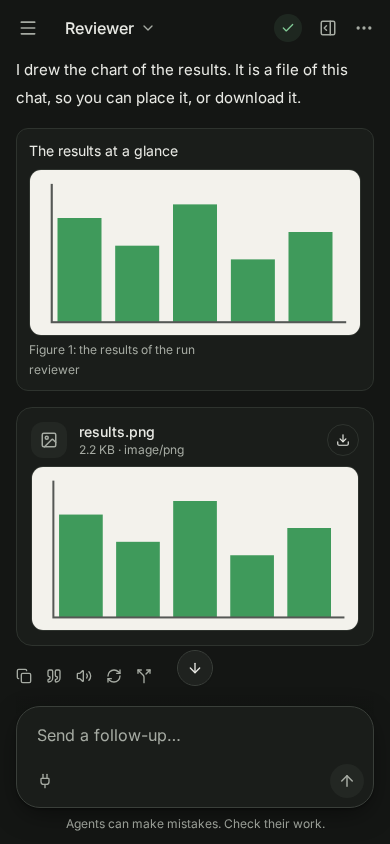 Reviewer
I drew the chart of the results. It is a file of this
chat, so you can place it, or download it.
The results at a glance
Figure 1: the results of the run
reviewer
results.png
2.2 KB · image/png
Send a follow-up...
Agents can make mistakes. Check their work.